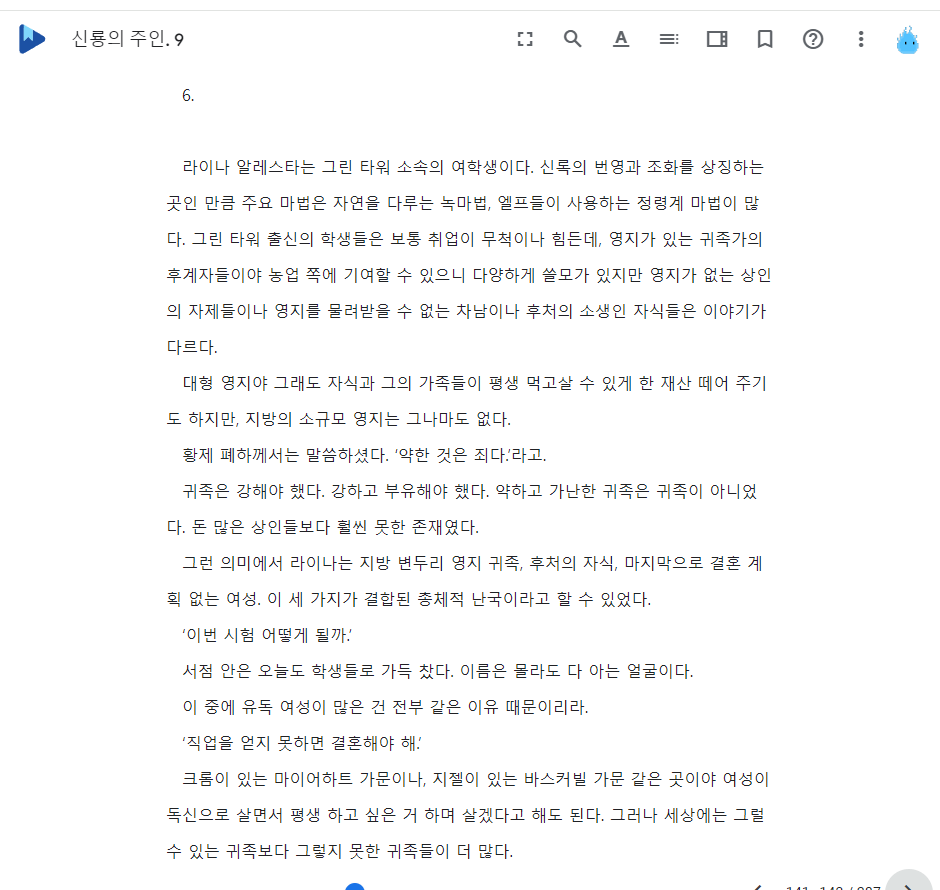 신룡의 주인. 9
6.
라이나 알레스타는 그린 타워 소속의 여학생이다. 신록의 번영과 조화를 상징하는
곳인 만큼 주요 마법은 자연을 다루는 녹마법, 엘프들이 사용하는 정령계 마법이 많
다. 그린 타워 출신의 학생들은 보통 취업이 무척이나 힘든데, 영지가 있는 귀족가의
후계자들이야 농업 쪽에 기여할 수 있으니 다양하게 쓸모가 있지만 영지가 없는 상인
의 자제들이나 영지를 물려받을 수 없는 차남이나 후처의 소생인 자식들은 이야기가
다르다.
대형 영지야 그래도 자식과 그의 가족들이 평생 먹고살 수 있게 한 재산 떼어 주기
도 하지만, 지방의 소규모 영지는 그나마도 없다.
황제 폐하께서는 말씀하셨다. ‘약한 것은 죄다.’라고.
귀족은 강해야 했다. 강하고 부유해야 했다. 약하고 가난한 귀족은 귀족이 아니었
다. 돈 많은 상인들보다 훨씬 못한 존재였다.
그런 의미에서 라이나는 지방 변두리 영지 귀족, 후처의 자식, 마지막으로 결혼 계
획 없는 여성. 이 세 가지가 결합된 총체적 난국이라고 할 수 있었다.
‘이번 시험 어떻게 될까.’
서점 안은 오늘도 학생들로 가득 찼다. 이름은 몰라도 다 아는 얼굴이다.
이 중에 유독 여성이 많은 건 전부 같은 이유 때문이리라.
‘직업을 얻지 못하면 결혼해야 해.’
크롬이 있는 마이어하트 가문이나, 지젤이 있는 바스커빌 가문 같은 곳이야 여성이
독신으로 살면서 평생 하고 싶은 거 하며 살겠다고 해도 된다. 그러나 세상에는 그럴
수 있는 귀족보다 그렇지 못한 귀족들이 더 많다.